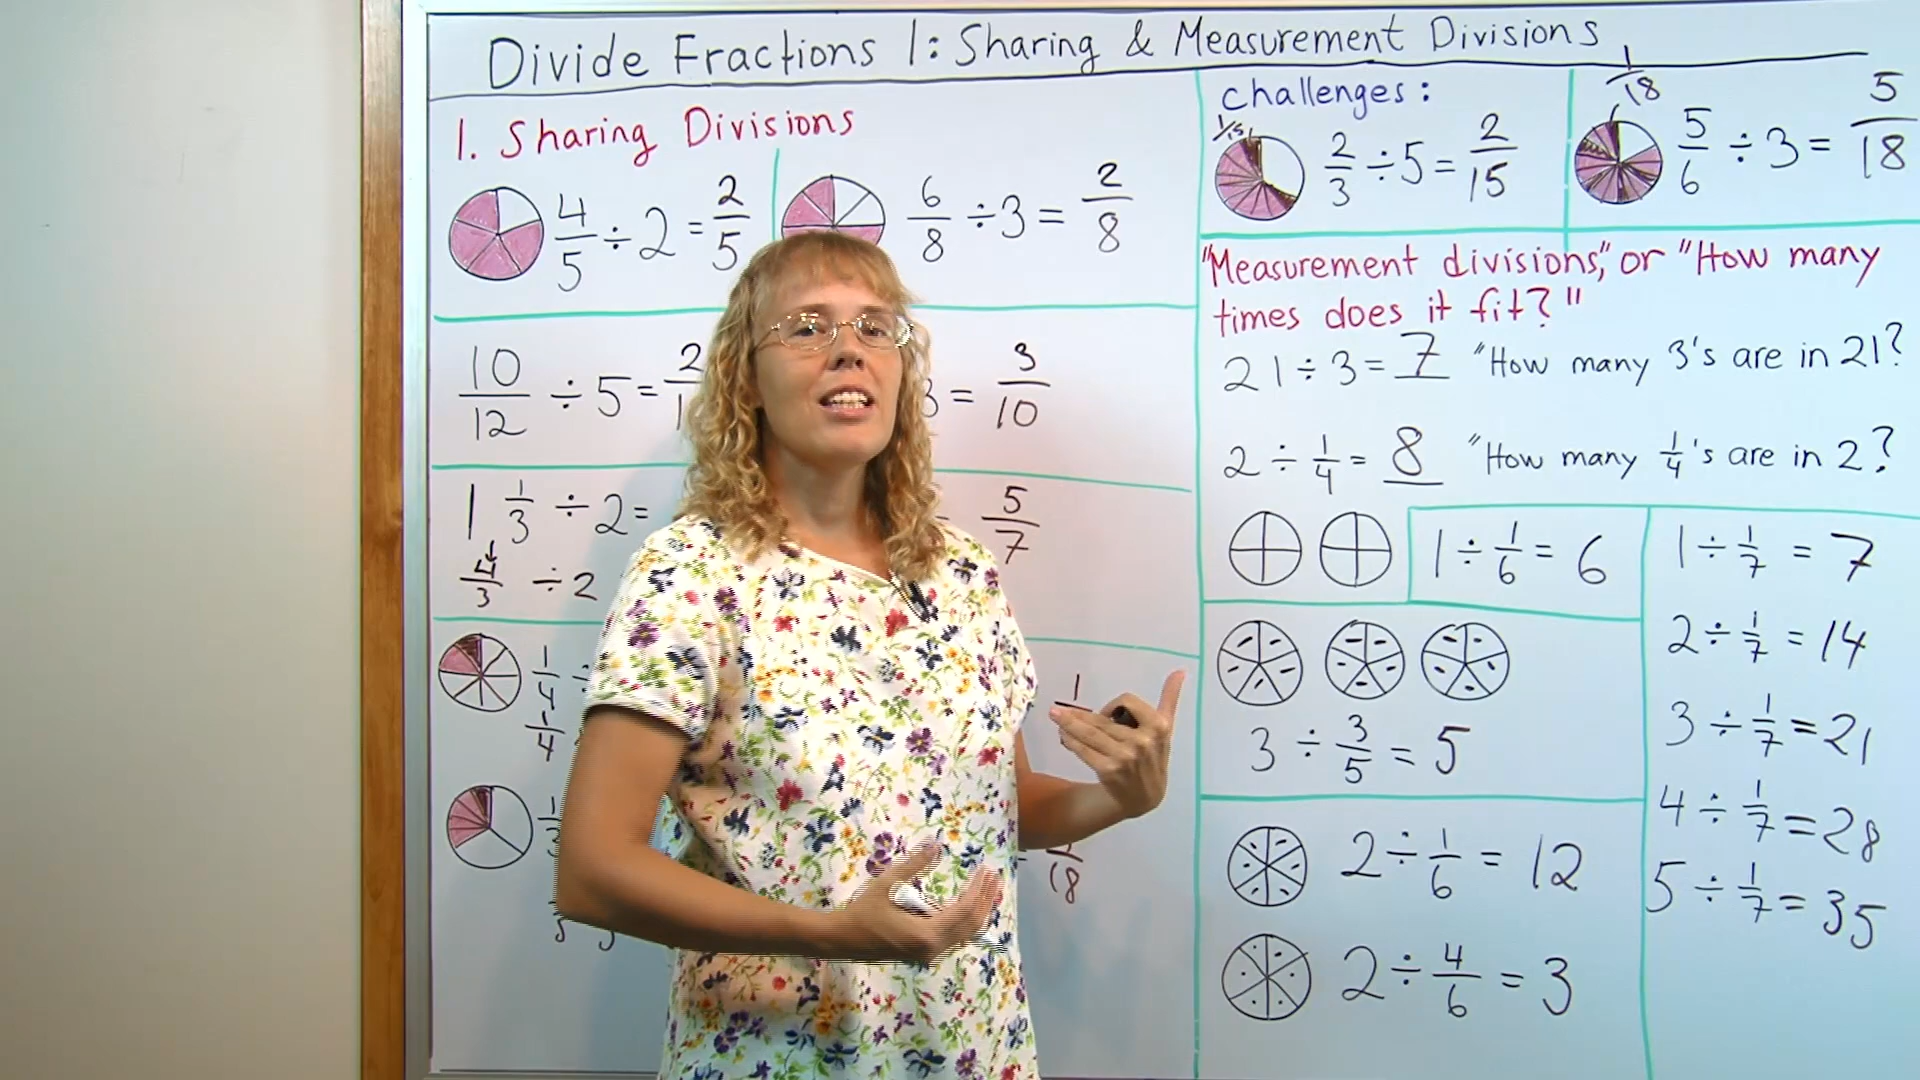 Divide Fractions 1: Sharing & Measurement Divisions
1. Sharing Divisions
4/5 ÷ 2 = 2/5
6/8 ÷ 3 = 2/8
10/12 ÷ 5 =
3 = 3/10
1 1/3 ÷ 2 =
4/3 ÷ 2
5/7
1/4 ÷
1/4
18
Challenges:
1/15
2/3 ÷ 5 = 2/15
1/18
5/6 ÷ 3 = 5/18
"Measurement divisions," or "How many
times does it fit?"
21 ÷ 3 = 7 "How many 3's are in 21?
2 ÷ 1/4 = 8 "How many 1/4's are in 2?
1 ÷ 1/6 = 6
3 ÷ 3/5 = 5
2 ÷ 1/6 = 12
2 ÷ 4/6 = 3
1 ÷ 1/7 = 7
2 ÷ 1/7 = 14
3 ÷ 1/7 = 21
4 ÷ 1/7 = 28
5 ÷ 1/7 = 35